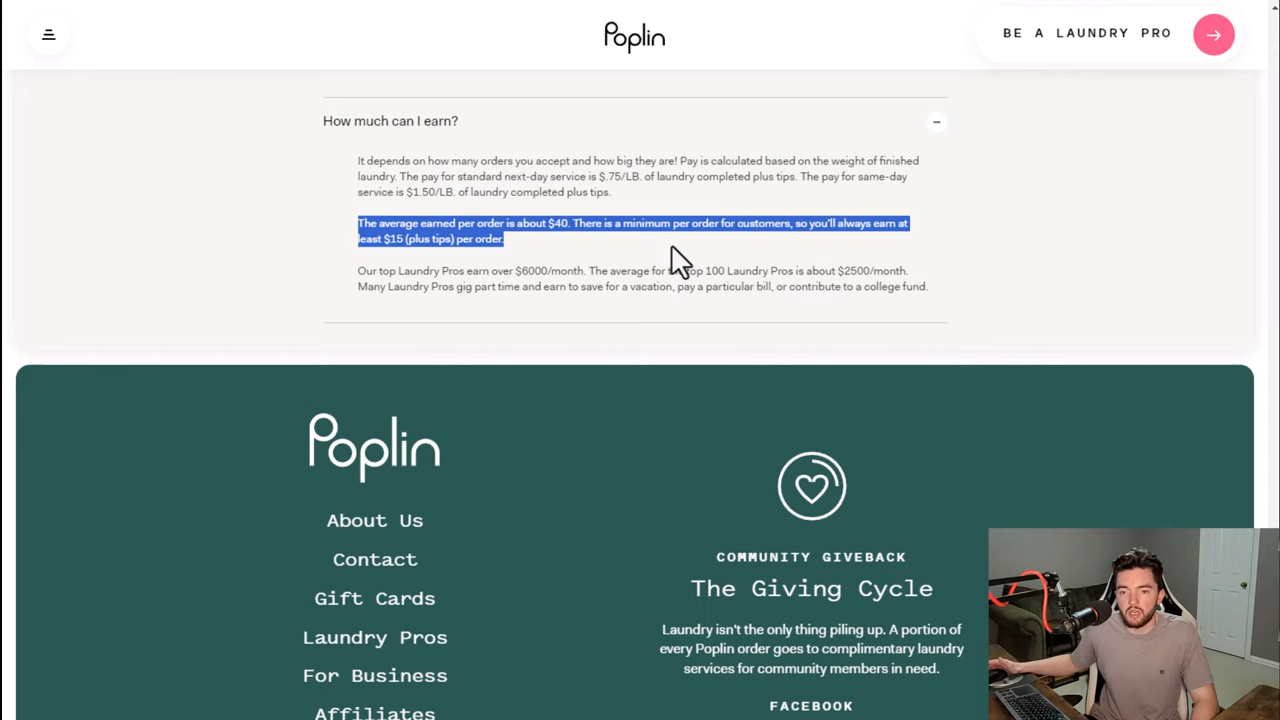 Poplin
BE A LAUNDRY PRO
How much can I earn?
It depends on how many orders you accept and how big they are! Pay is calculated based on the weight of finished
laundry. The pay for standard next-day service is $.75/LB. of laundry completed plus tips. The pay for same-day
service is $1.50/LB. of laundry completed plus tips.
The average earned per order is about $40. There is a minimum per order for customers, so you'll always earn at
least $15 (plus tips) per order.
Our top Laundry Pros earn over $6000/month. The average for top 100 Laundry Pros is about $2500/month.
Many Laundry Pros gig part time and earn to save for a vacation, pay a particular bill, or contribute to a college fund.
Poplin
About Us
Contact
Gift Cards
Laundry Pros
For Business
Affiliates
COMMUNITY GIVEBACK
The Giving Cycle
Laundry isn't the only thing piling up. A portion of
every Poplin order goes to complimentary laundry
services for community members in need.
FACEBOOK